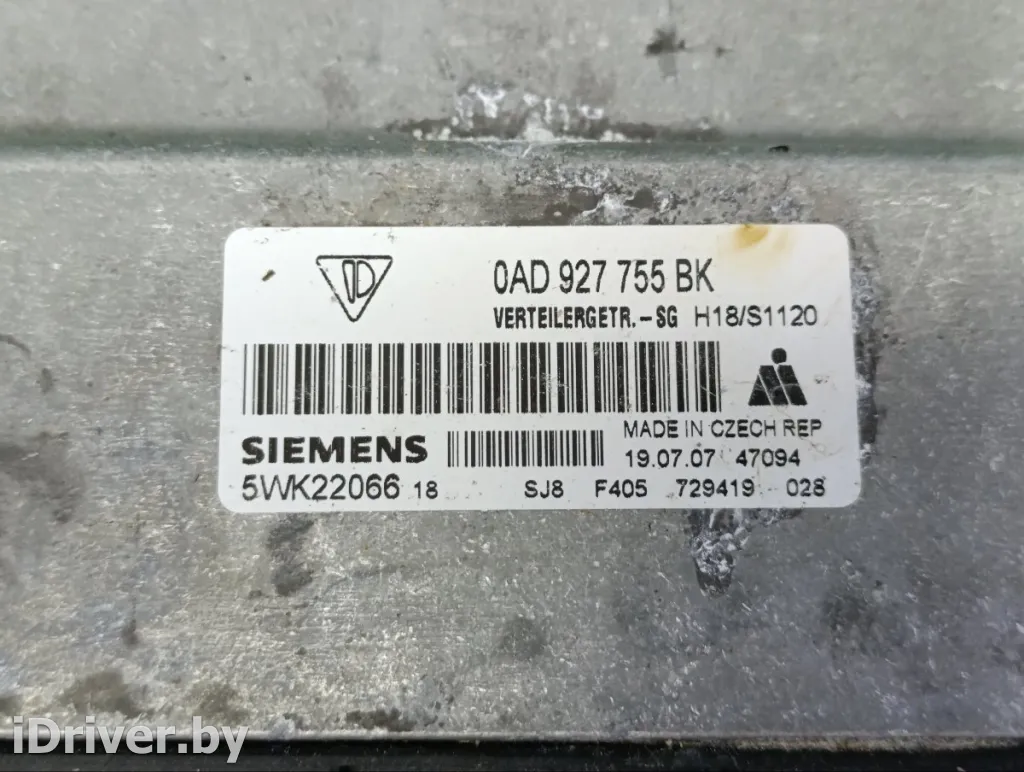 0AD 927 755 BK
VERTEILERGETR.-SG H18/S1120
MADE IN CZECH REP
SIEMENS
19.07.07 47094
5WK22066 18 SJ8 F405 729419 028
iDriver.by